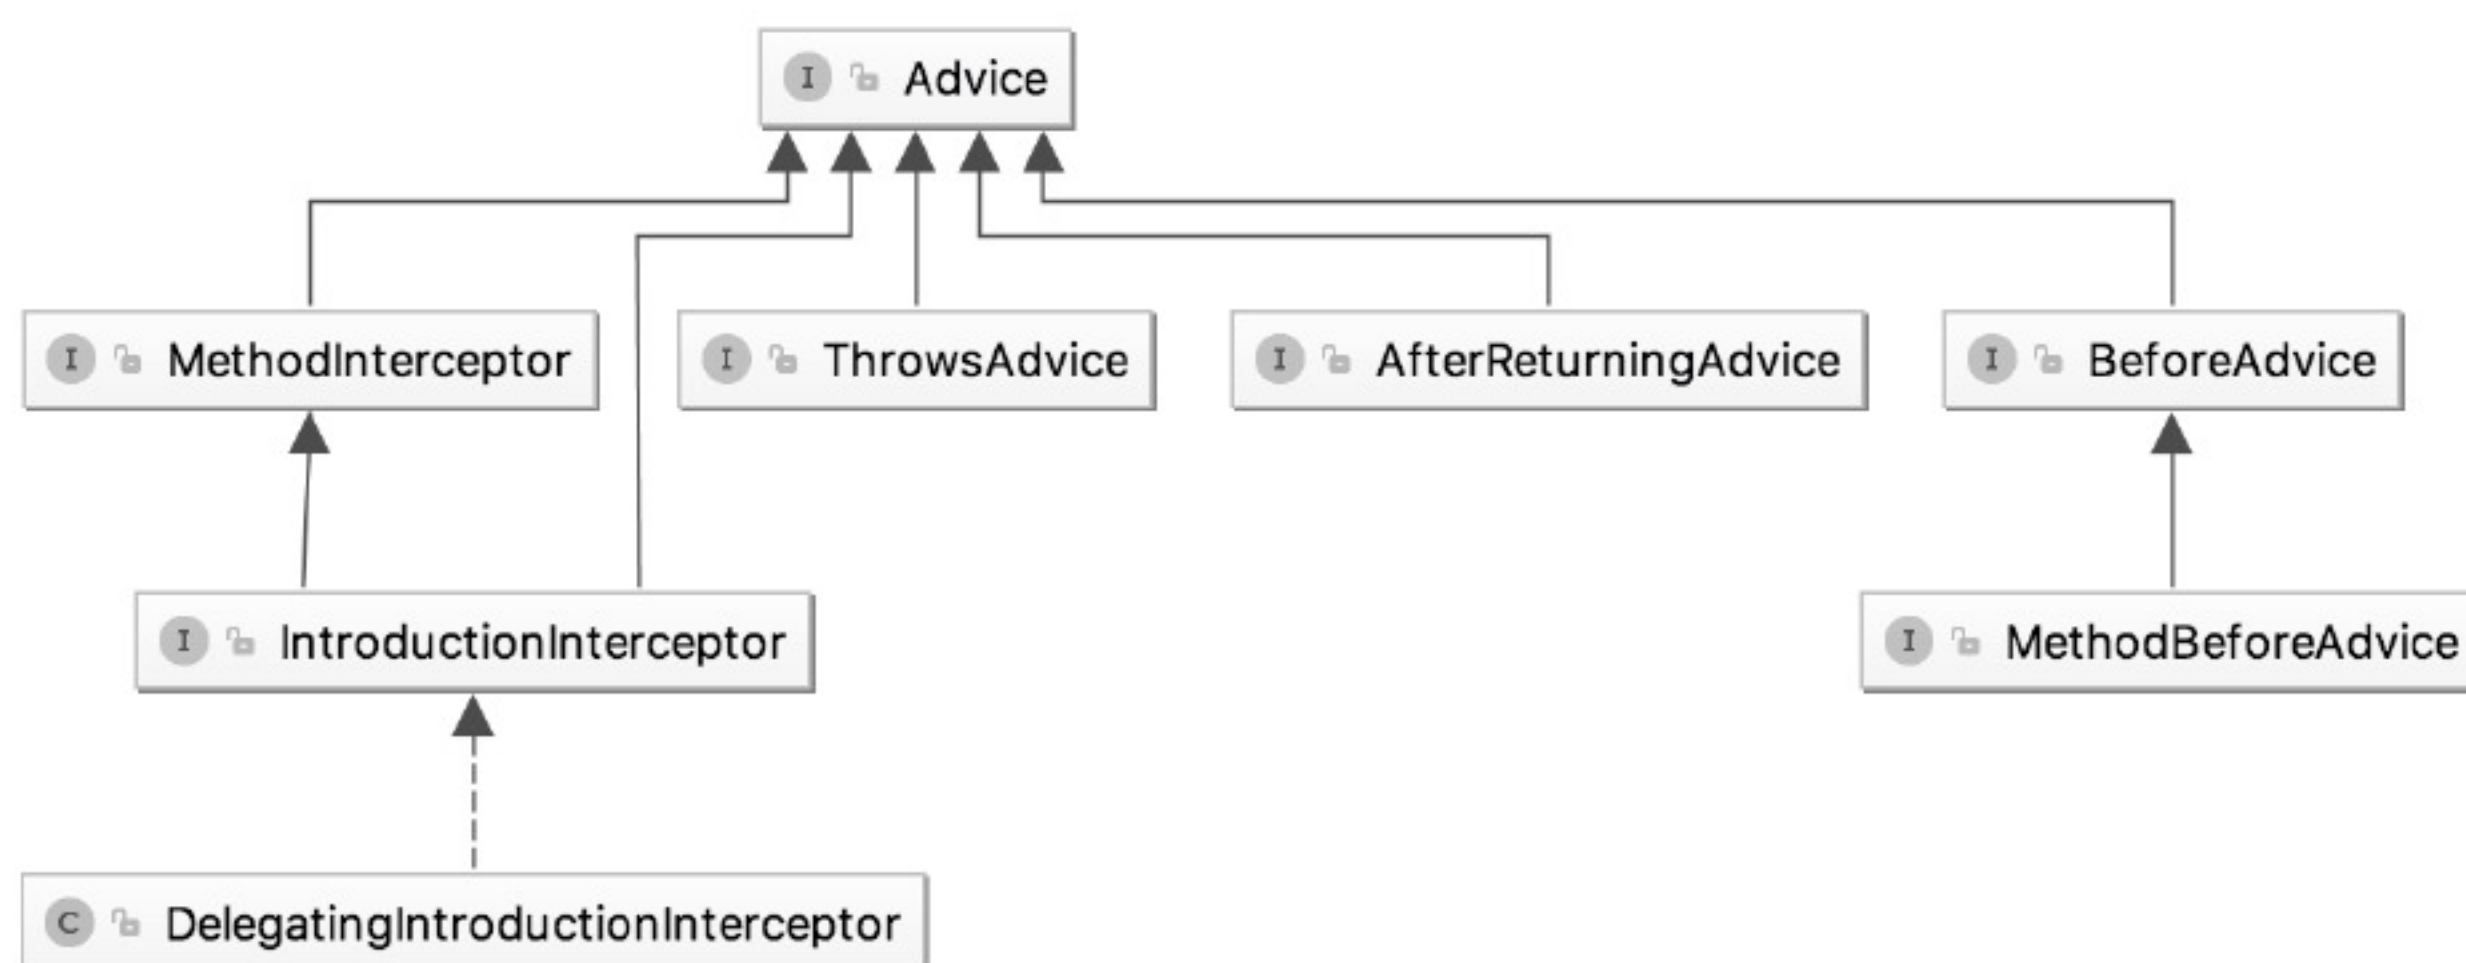 I Advice
I MethodInterceptor
I ThrowsAdvice
I AfterReturningAdvice
I BeforeAdvice
I IntroductionInterceptor
I MethodBeforeAdvice
C DelegatingIntroductionInterceptor